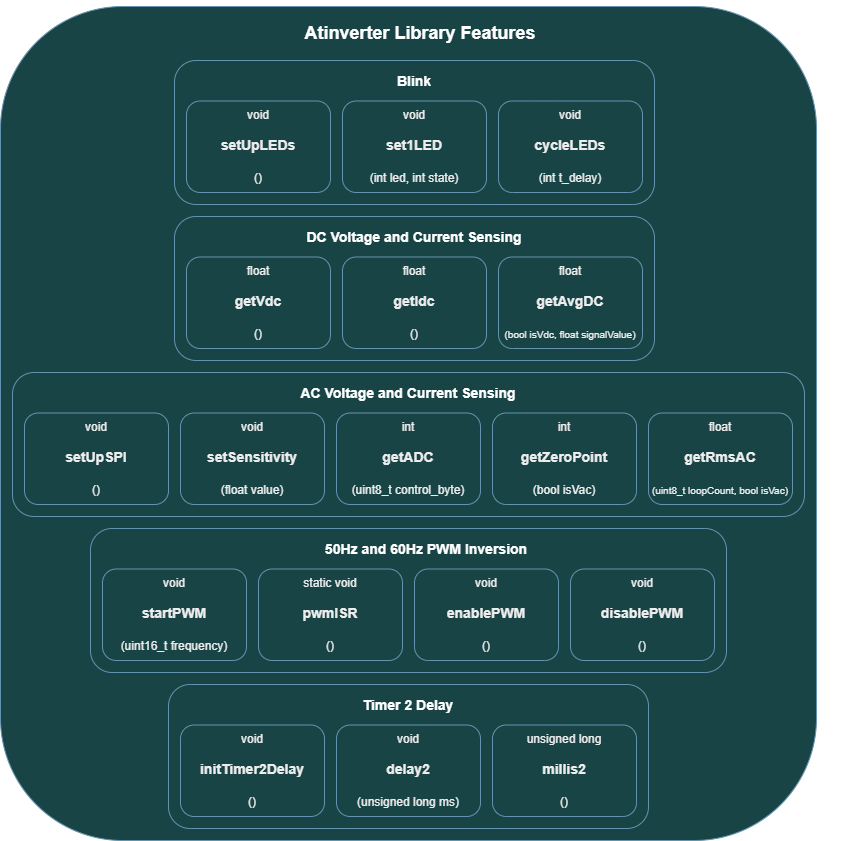 Atinverter Library Features
Blink
void
setUpLEDs
()
void
set1LED
(int led, int state)
void
cycleLEDs
(int t_delay)
DC Voltage and Current Sensing
float
getVdc
()
float
getIdc
()
float
getAvgDC
(bool isVdc, float signalValue)
AC Voltage and Current Sensing
void
setUpSPI
()
void
setSensitivity
(float value)
int
getADC
(uint8_t control_byte)
int
getZeroPoint
(bool isVac)
float
getRmsAC
(uint8_t loopCount, bool isVac)
50Hz and 60Hz PWM Inversion
void
startPWM
(uint16_t frequency)
static void
pwmISR
()
void
enablePWM
()
void
disablePWM
()
Timer 2 Delay
void
initTimer2Delay
()
void
delay2
(unsigned long ms)
unsigned long
millis2
()